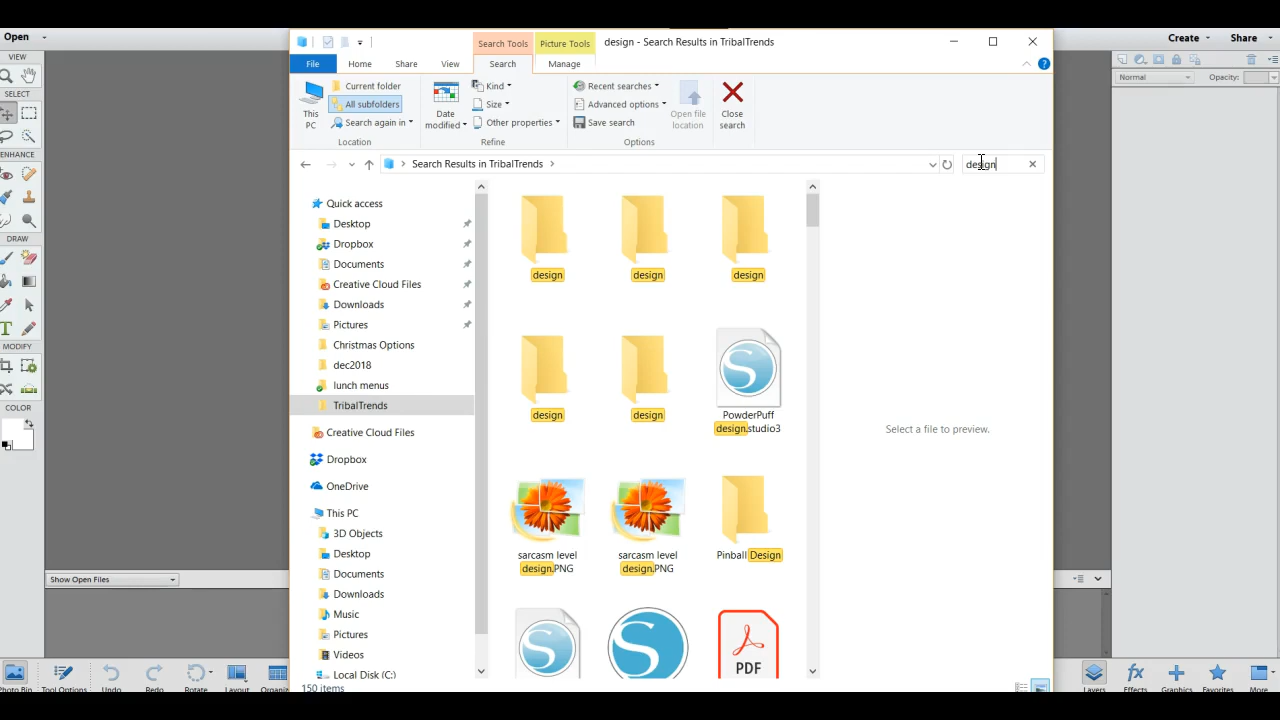 Open
Create
Share
VIEW
SELECT
ENHANCE
DRAW
MODIFY
COLOR
Search Tools
Picture Tools
design - Search Results in TribalTrends
File
Home
Share
View
Search
Manage
This PC
Current folder
All subfolders
Search again in
Location
Date modified
Kind
Size
Other properties
Refine
Recent searches
Advanced options
Save search
Open file location
Close search
Options
Search Results in TribalTrends
design
Normal
Opacity:
Quick access
Desktop
Dropbox
Documents
Creative Cloud Files
Downloads
Pictures
Christmas Options
dec2018
lunch menus
TribalTrends
Creative Cloud Files
Dropbox
OneDrive
This PC
3D Objects
Desktop
Documents
Downloads
Music
Pictures
Videos
Local Disk (C:)
150 items
design
design
design
design
design
PowderPuff
design.studio3
sarcasm level
design.PNG
sarcasm level
design.PNG
Pinball Design
PDF
Select a file to preview.
Show Open Files
Photo Bin
Tool Options
Undo
Redo
Rotate
Layout
Layers
Effects
Graphics
Favorites
More